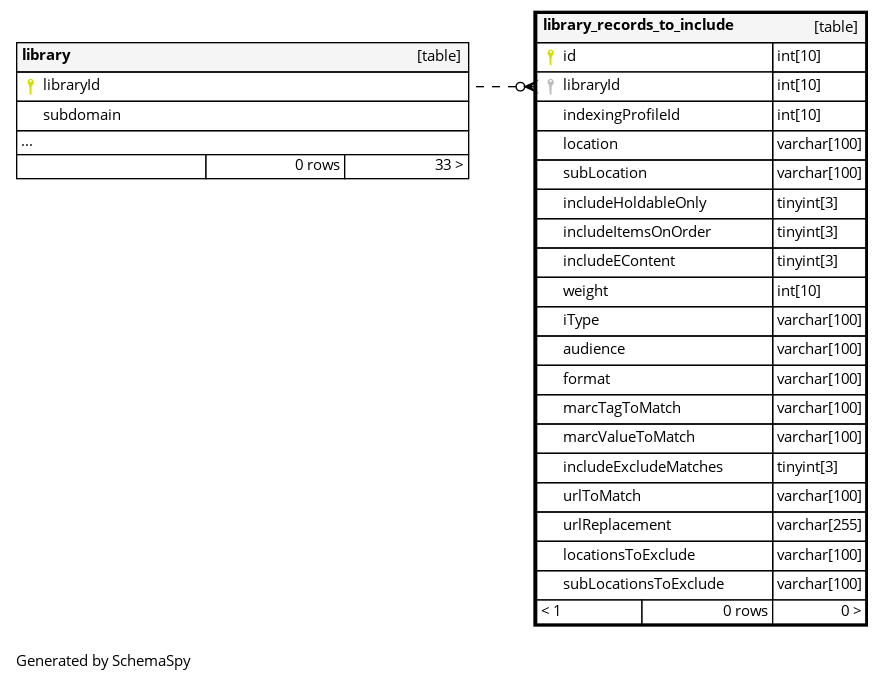 library [table]
libraryId
subdomain
...
0 rows 33 >
library_records_to_include [table]
id int[10]
libraryId int[10]
indexingProfileId int[10]
location varchar[100]
subLocation varchar[100]
includeHoldableOnly tinyint[3]
includeItemsOnOrder tinyint[3]
includeEContent tinyint[3]
weight int[10]
iType varchar[100]
audience varchar[100]
format varchar[100]
marcTagToMatch varchar[100]
marcValueToMatch varchar[100]
includeExcludeMatches tinyint[3]
urlToMatch varchar[100]
urlReplacement varchar[255]
locationsToExclude varchar[100]
subLocationsToExclude varchar[100]
< 1 0 rows 0 >
Generated by SchemaSpy